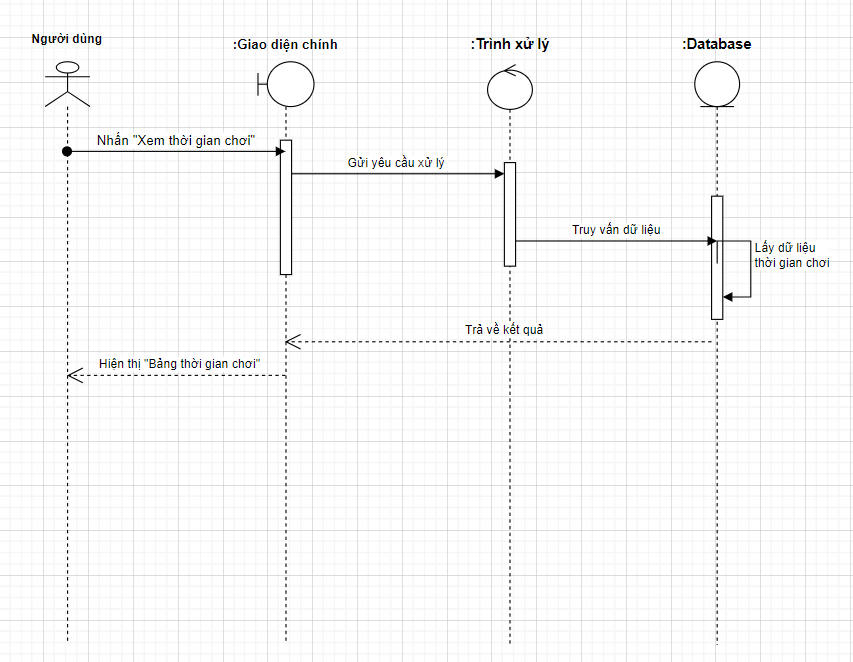 Người dùng
:Giao diện chính
:Trình xử lý
:Database
Nhấn "Xem thời gian chơi"
Gửi yêu cầu xử lý
Truy vấn dữ liệu
Lấy dữ liệu
thời gian chơi
Trả về kết quả
Hiện thị "Bảng thời gian chơi"